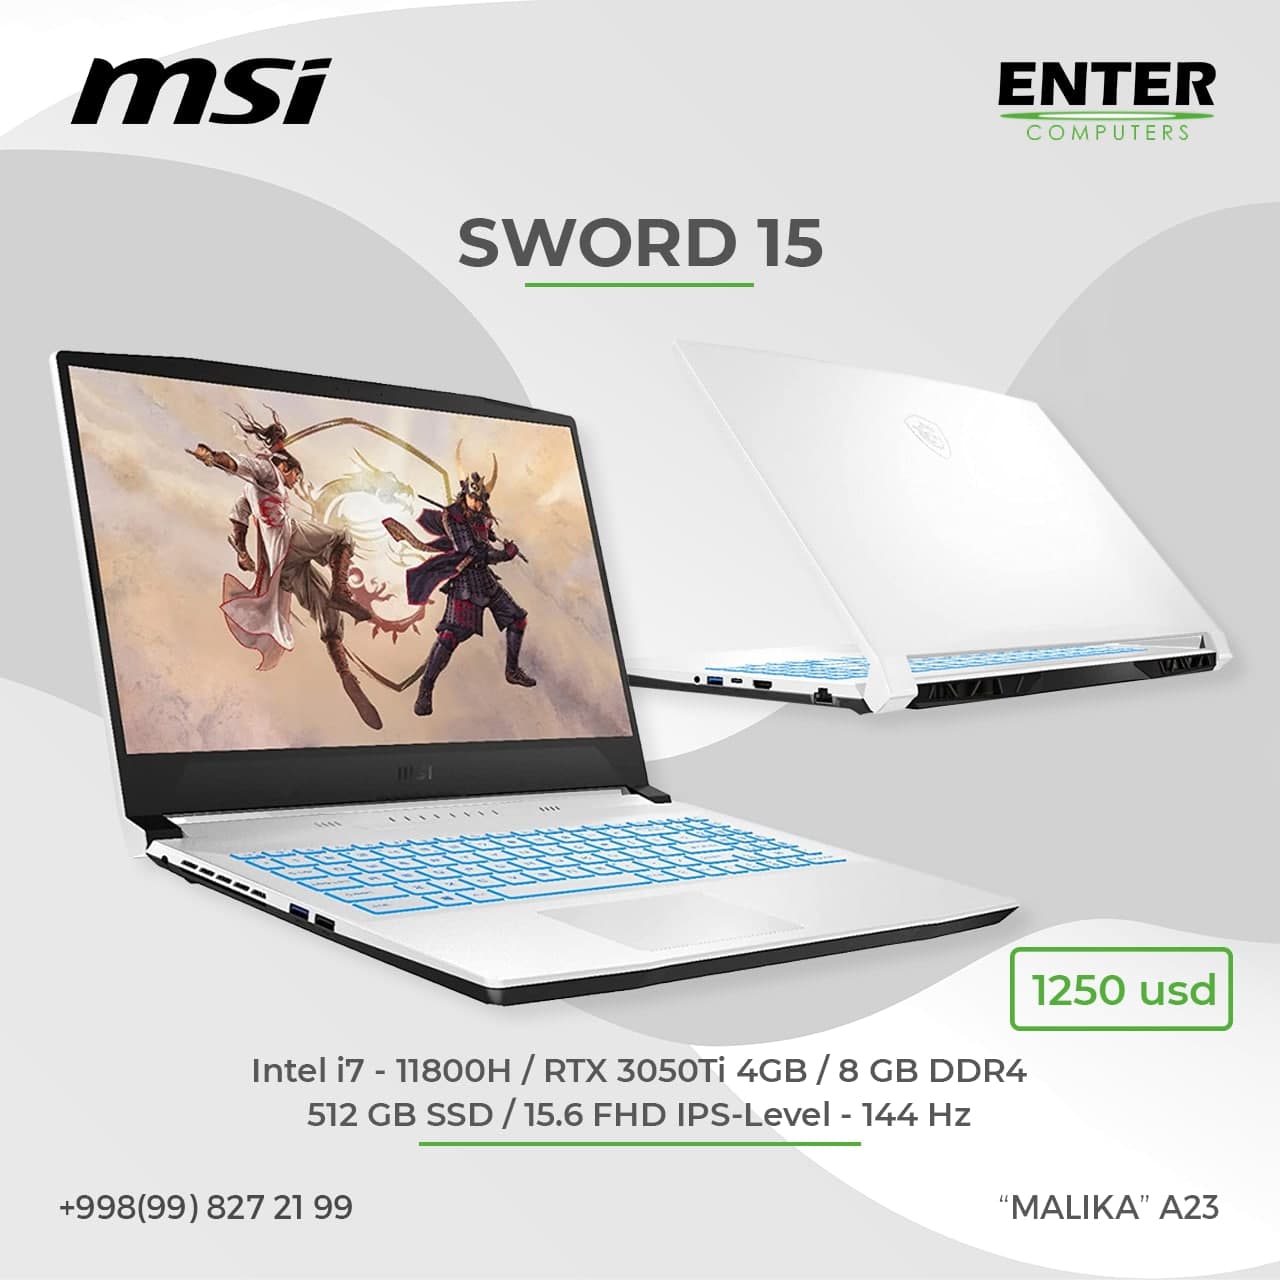 msi
ENTER
COMPUTERS
SWORD 15
msi
1250 usd
Intel i7 - 11800H / RTX 3050Ti 4GB / 8 GB DDR4
512 GB SSD / 15.6 FHD IPS-Level - 144 Hz
+998(99) 827 21 99
“MALIKA” A23